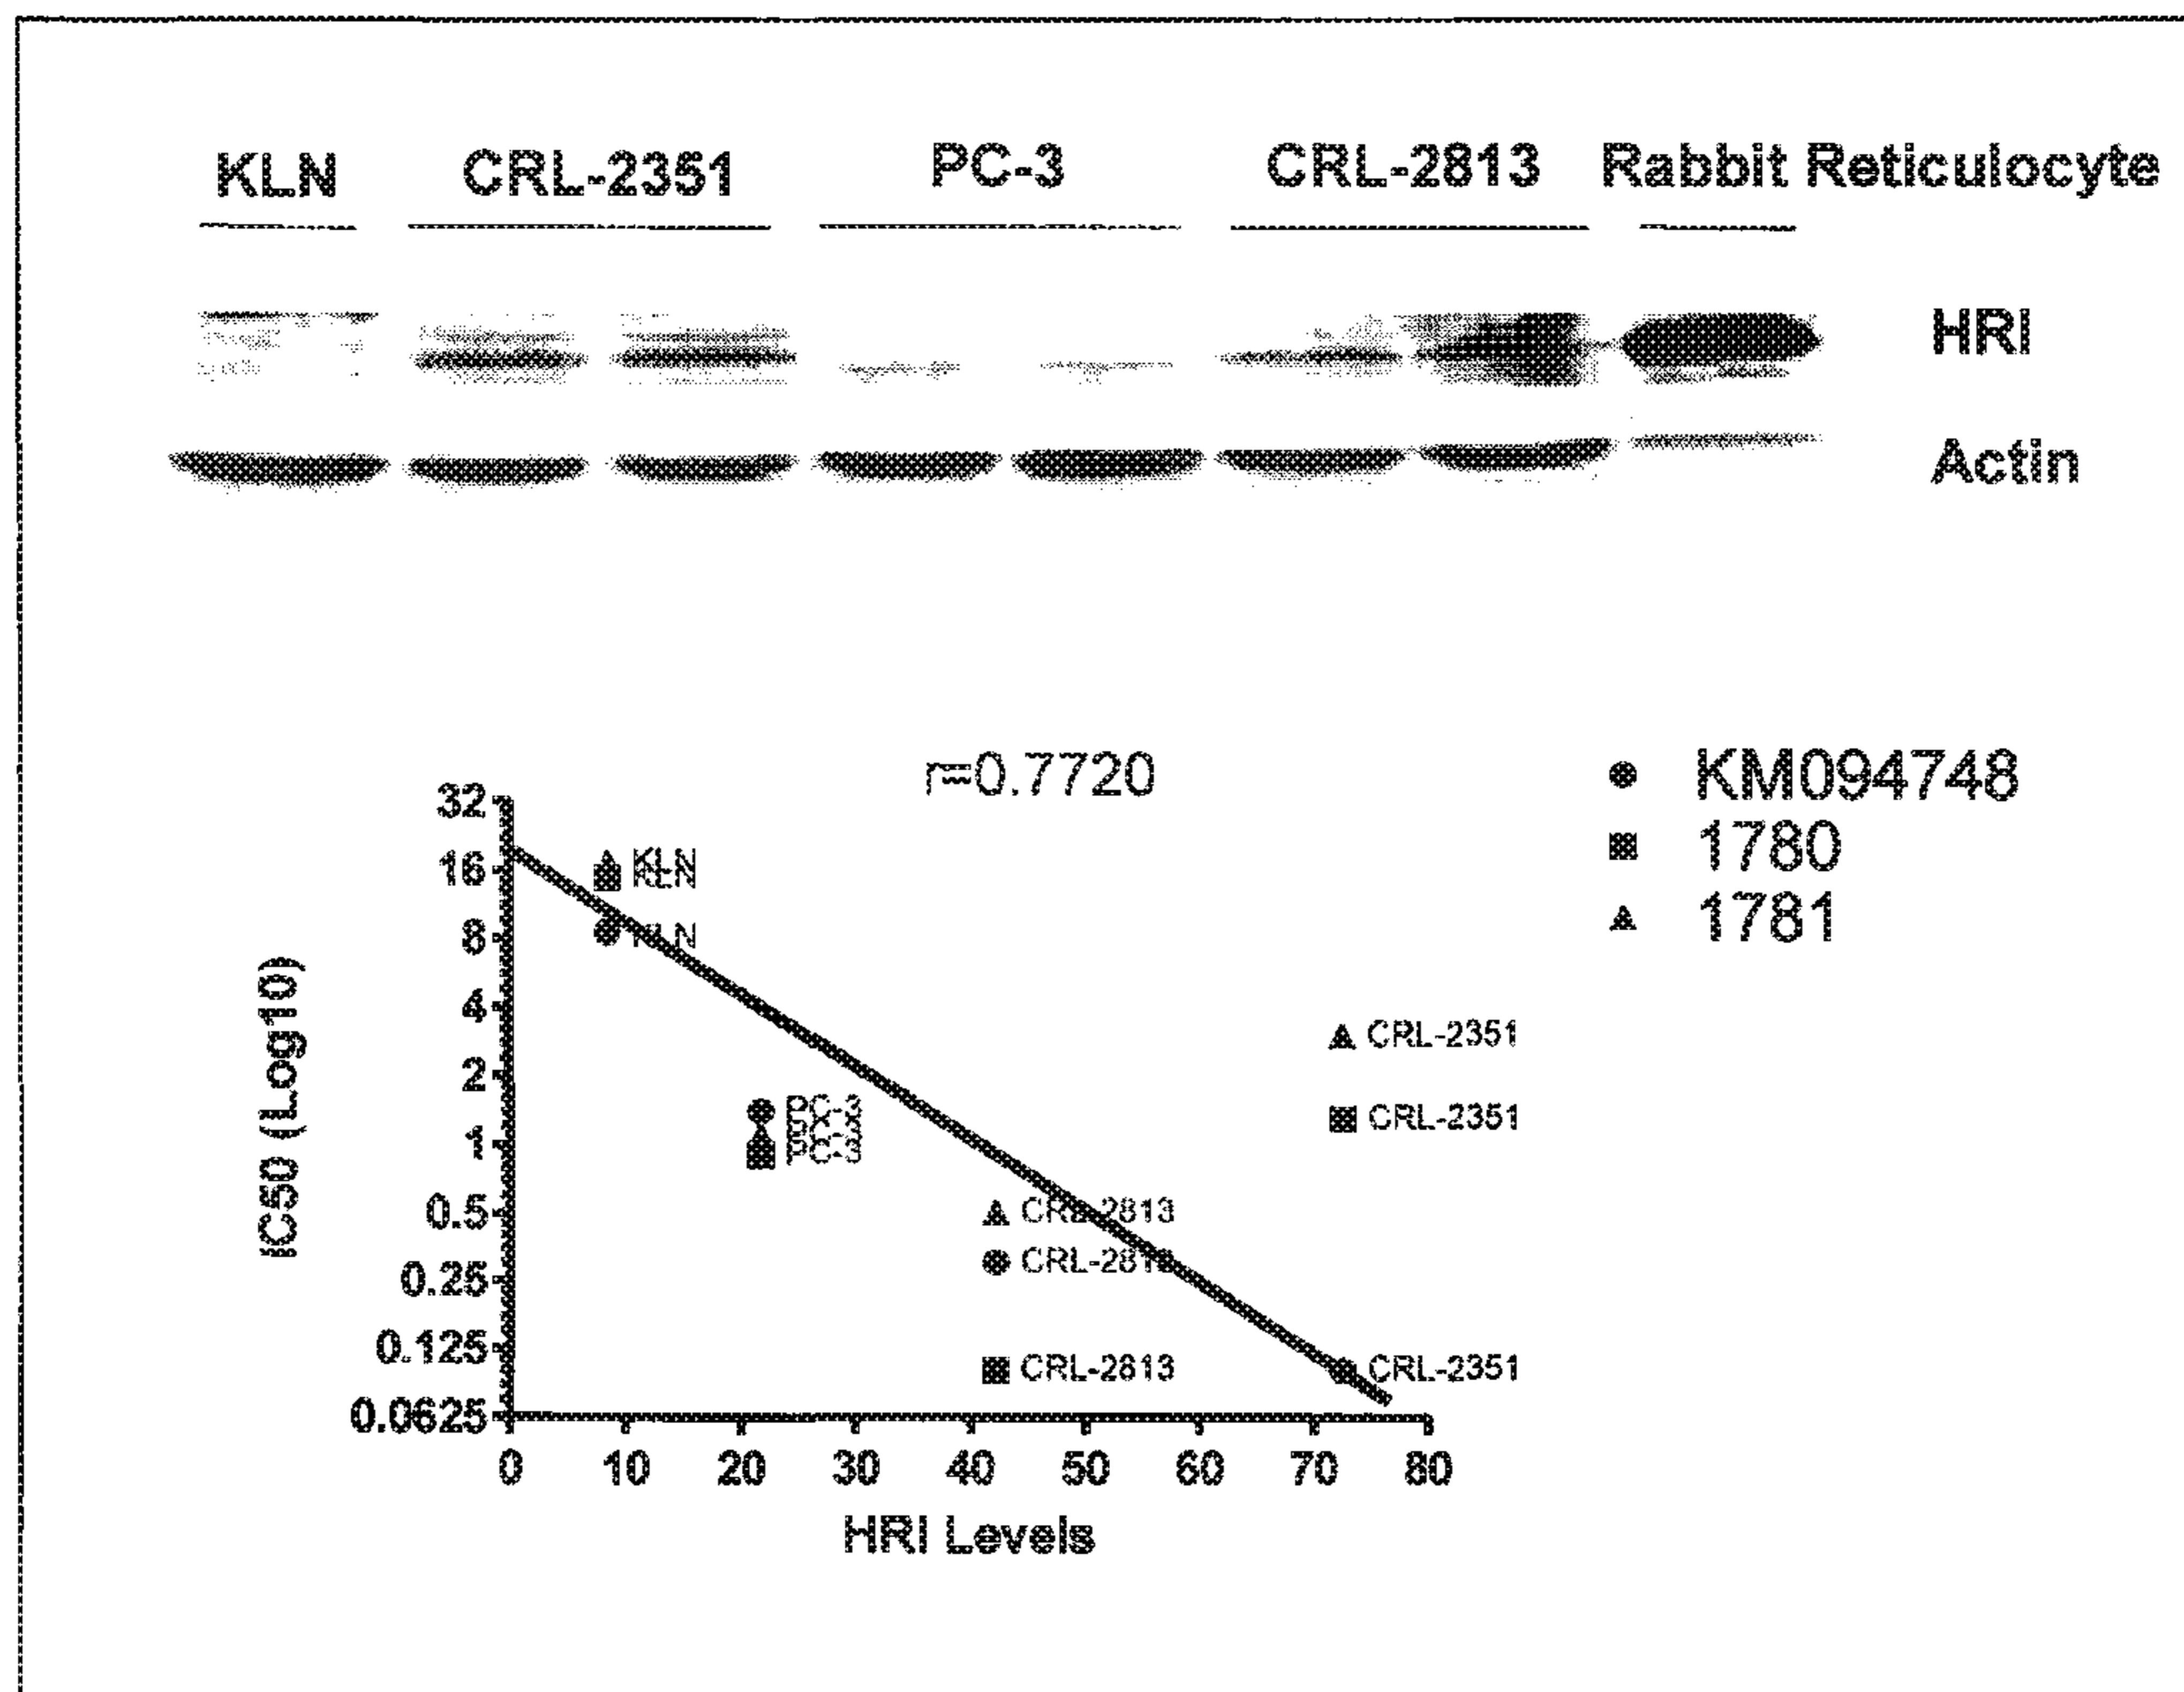 KLN CRL-2351 PC-3 CRL-2813 Rabbit Reticulocyte
HRI
Actin
r=0.7720
KM094748
1780
1781
IC50 (Log10)
32
16
8
4
2
1
0.5
0.25
0.125
0.0625
KLN
KLN
KLN
CRL-2351
CRL-2351
PC-3
PC-3
PC-3
CRL-2813
CRL-2813
CRL-2813
CRL-2351
0 10 20 30 40 50 60 70 80
HRI Levels